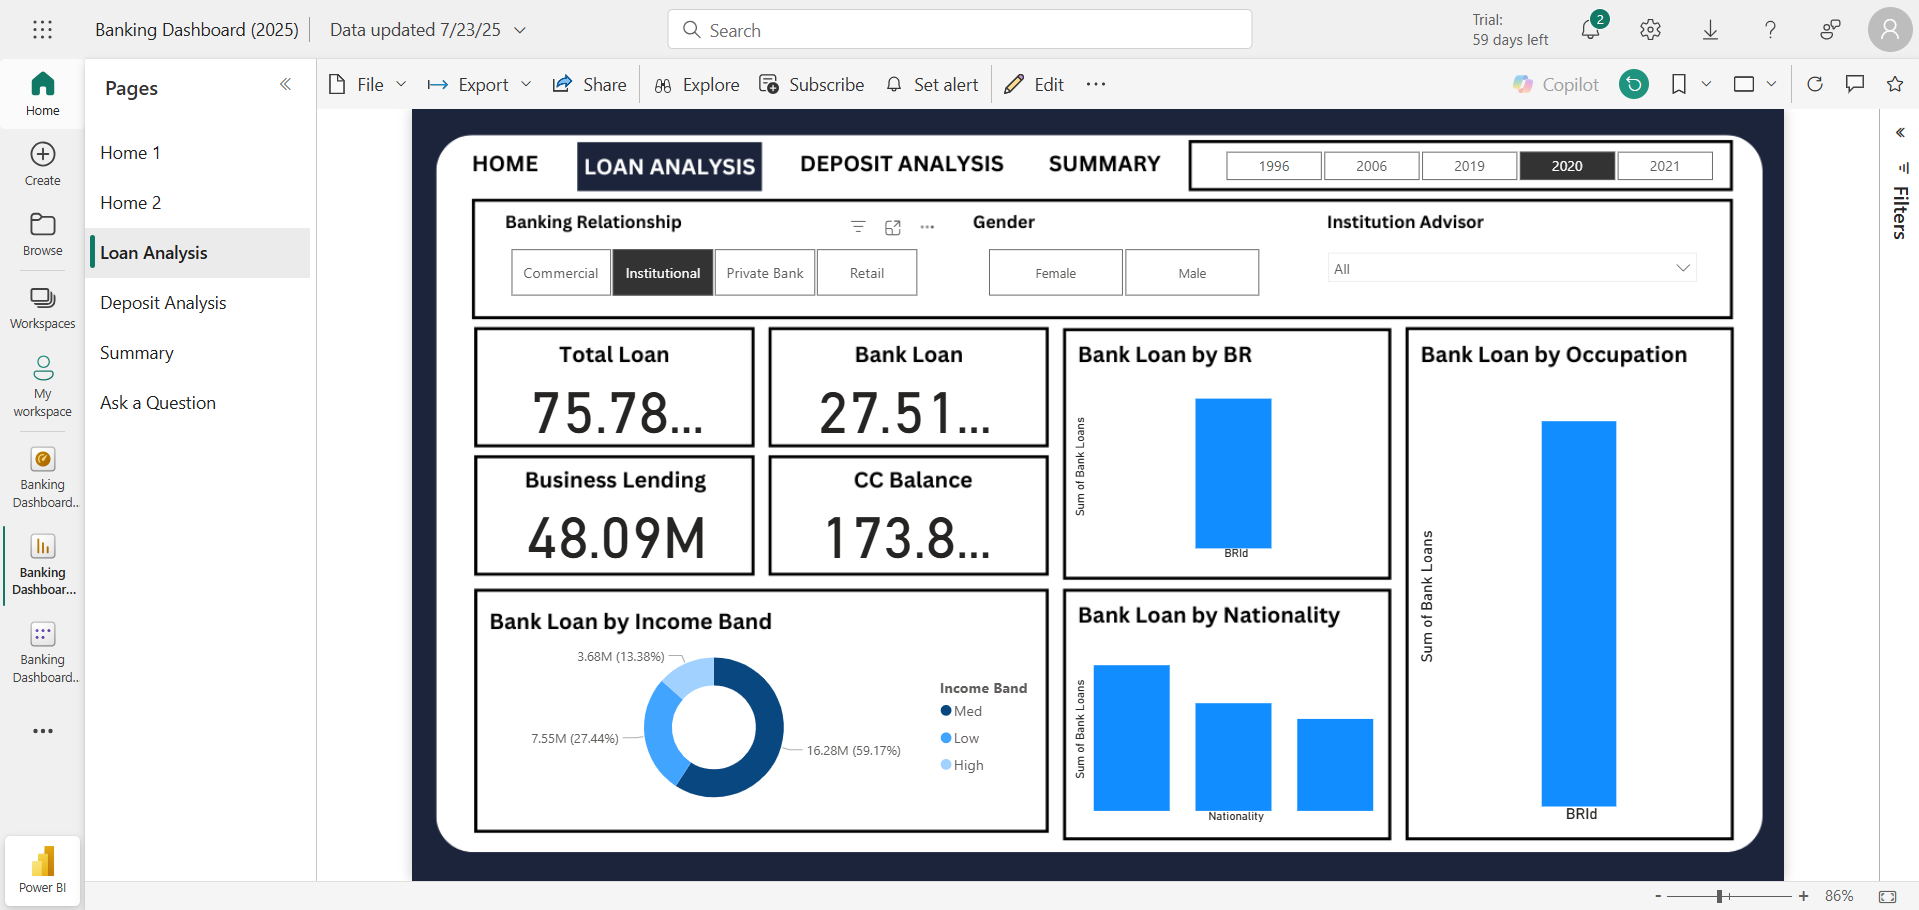 Banking Dashboard (2025)
Data updated 7/23/25
Search
Trial:
59 days left
2
Home
Create
Browse
Workspaces
My
workspace
Banking
Dashboard...
Banking
Dashboar...
Banking
Dashboard...
Power BI
Pages
Home 1
Home 2
Loan Analysis
Deposit Analysis
Summary
Ask a Question
File
Export
Share
Explore
Subscribe
Set alert
Edit
Copilot
Filters
HOME
LOAN ANALYSIS
DEPOSIT ANALYSIS
SUMMARY
1996
2006
2019
2020
2021
Banking Relationship
Commercial
Institutional
Private Bank
Retail
Gender
Female
Male
Institution Advisor
All
Total Loan
75.78...
Bank Loan
27.51...
Business Lending
48.09M
CC Balance
173.8...
Bank Loan by BR
Sum of Bank Loans
BRId
Bank Loan by Occupation
Sum of Bank Loans
BRId
Bank Loan by Income Band
3.68M (13.38%)
7.55M (27.44%)
16.28M (59.17%)
Income Band
Med
Low
High
Bank Loan by Nationality
Sum of Bank Loans
Nationality
- + 86%